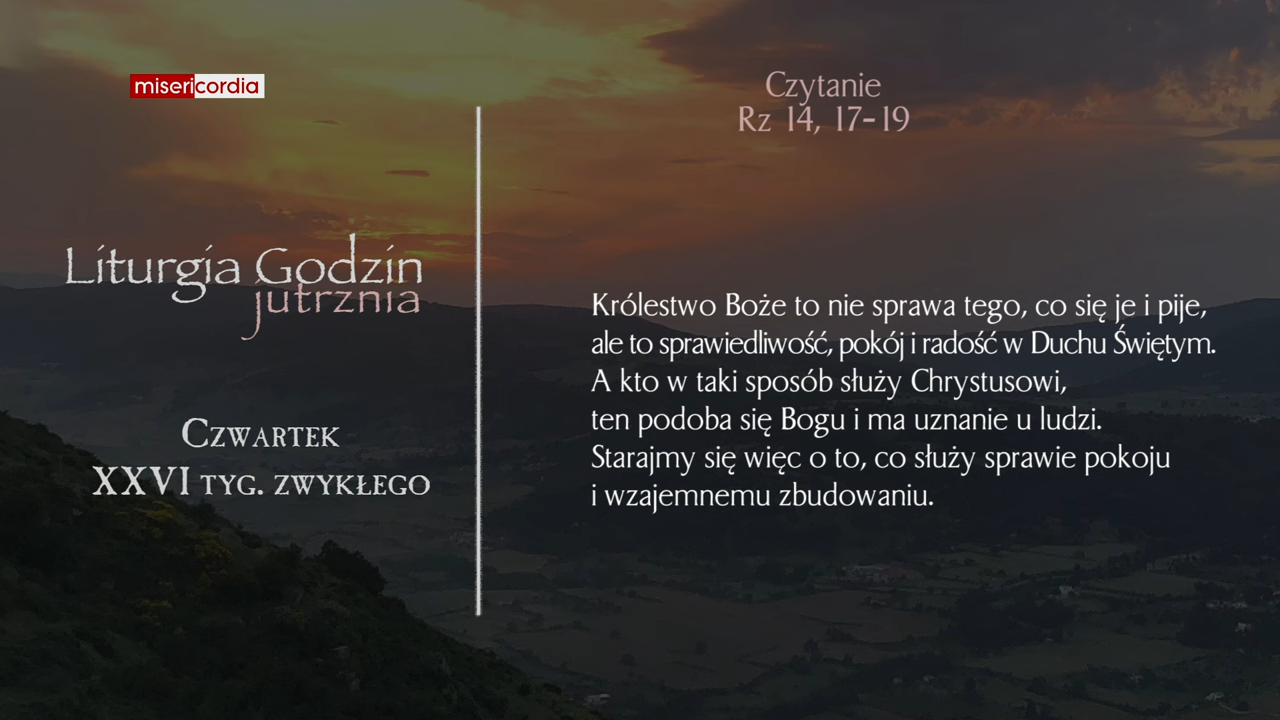 misericordia
Liturgia Godzin
jutrznia
Czwartek
XXVI tyg. zwykłego
Czytanie
Rz 14, 17-19
Królestwo Boże to nie sprawa tego, co się je i pije,
ale to sprawiedliwość, pokój i radość w Duchu Świętym.
A kto w taki sposób służy Chrystusowi,
ten podoba się Bogu i ma uznanie u ludzi.
Starajmy się więc o to, co służy sprawie pokoju
i wzajemnemu zbudowaniu.